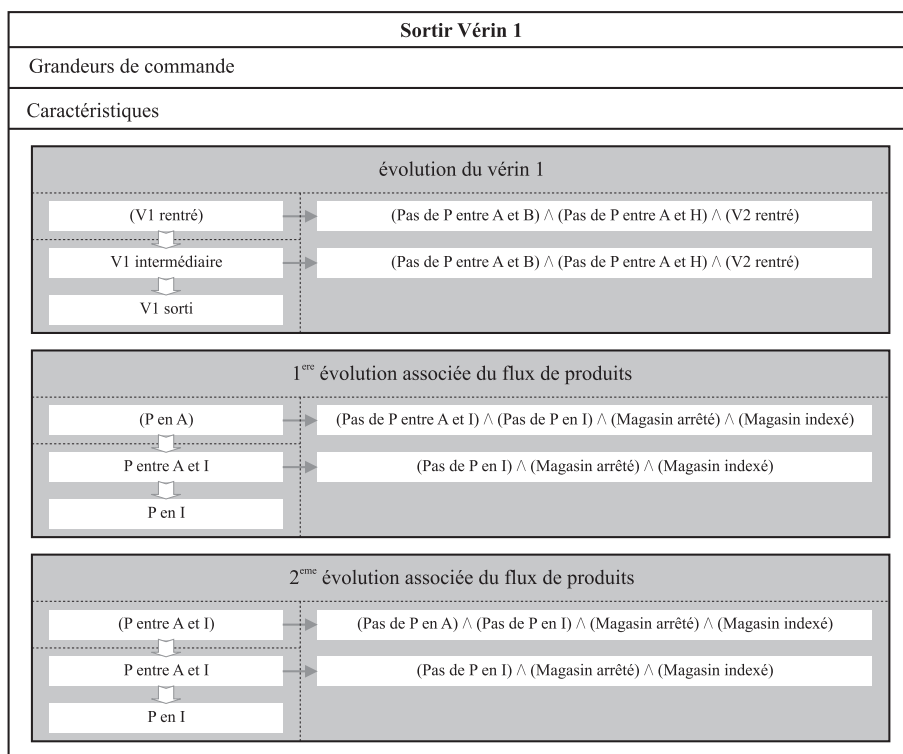 Sortir Vérin 1
Grandeurs de commande
Caractéristiques
évolution du vérin 1
(V1 rentré)
(Pas de P entre A et B) /\ (Pas de P entre A et H) /\ (V2 rentré)
V1 intermédiaire
(Pas de P entre A et B) /\ (Pas de P entre A et H) /\ (V2 rentré)
V1 sorti
1ere évolution associée du flux de produits
(P en A)
(Pas de P entre A et I) /\ (Pas de P en I) /\ (Magasin arrêté) /\ (Magasin indexé)
P entre A et I
(Pas de P en I) /\ (Magasin arrêté) /\ (Magasin indexé)
P en I
2eme évolution associée du flux de produits
(P entre A et I)
(Pas de P en A) /\ (Pas de P en I) /\ (Magasin arrêté) /\ (Magasin indexé)
P entre A et I
(Pas de P en I) /\ (Magasin arrêté) /\ (Magasin indexé)
P en I